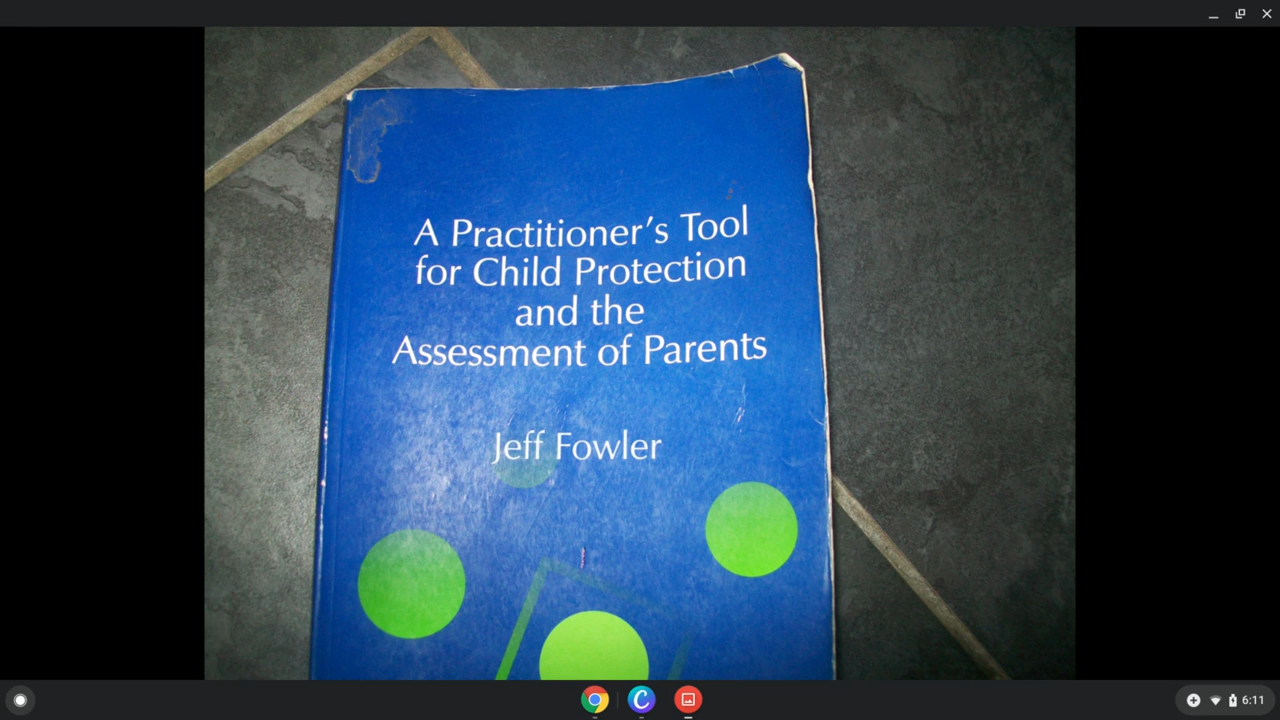 A Practitioner's Tool
for Child Protection
and the
Assessment of Parents
Jeff Fowler
6:11